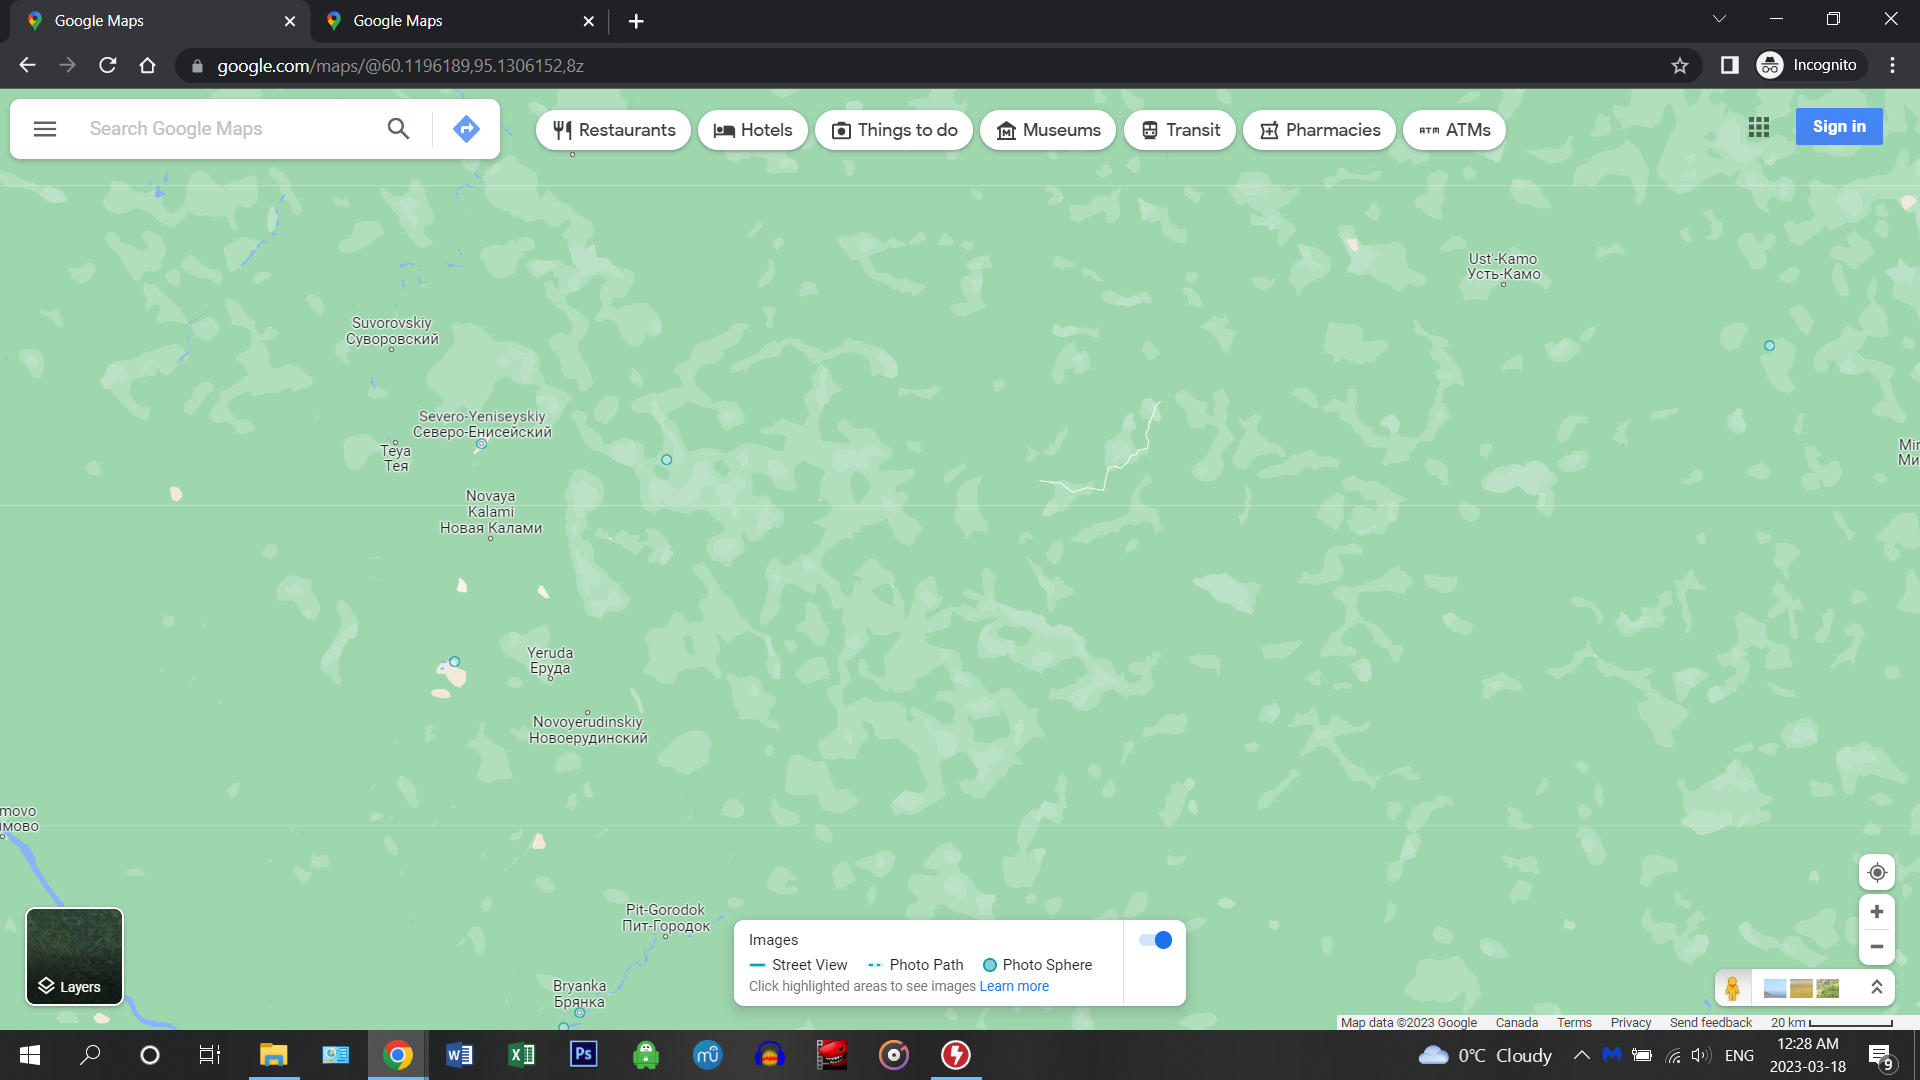 Google Maps
Google Maps
google.com/maps/@60.1196189,95.1306152,8z
Incognito
Search Google Maps
Restaurants
Hotels
Things to do
Museums
Transit
Pharmacies
ATM ATMs
Sign in
Ust'-Kamo
Усть-Камо
Suvorovskiy
Суворовский
Severo-Yeniseyskiy
Северо-Енисейский
Teya
Тея
Mir
Ми
Novaya
Kalami
Новая Калами
Yeruda
Еруда
Novoyerudinskiy
Новоерудинский
movo
имово
Pit-Gorodok
Пит-Городок
Bryanka
Брянка
Layers
Images
Street View
Photo Path
Photo Sphere
Click highlighted areas to see images Learn more
Map data ©2023 Google
Canada
Terms
Privacy
Send feedback
20 km
W
X
Ps
mü
0°C Cloudy
ENG
12:28 AM
2023-03-18
9